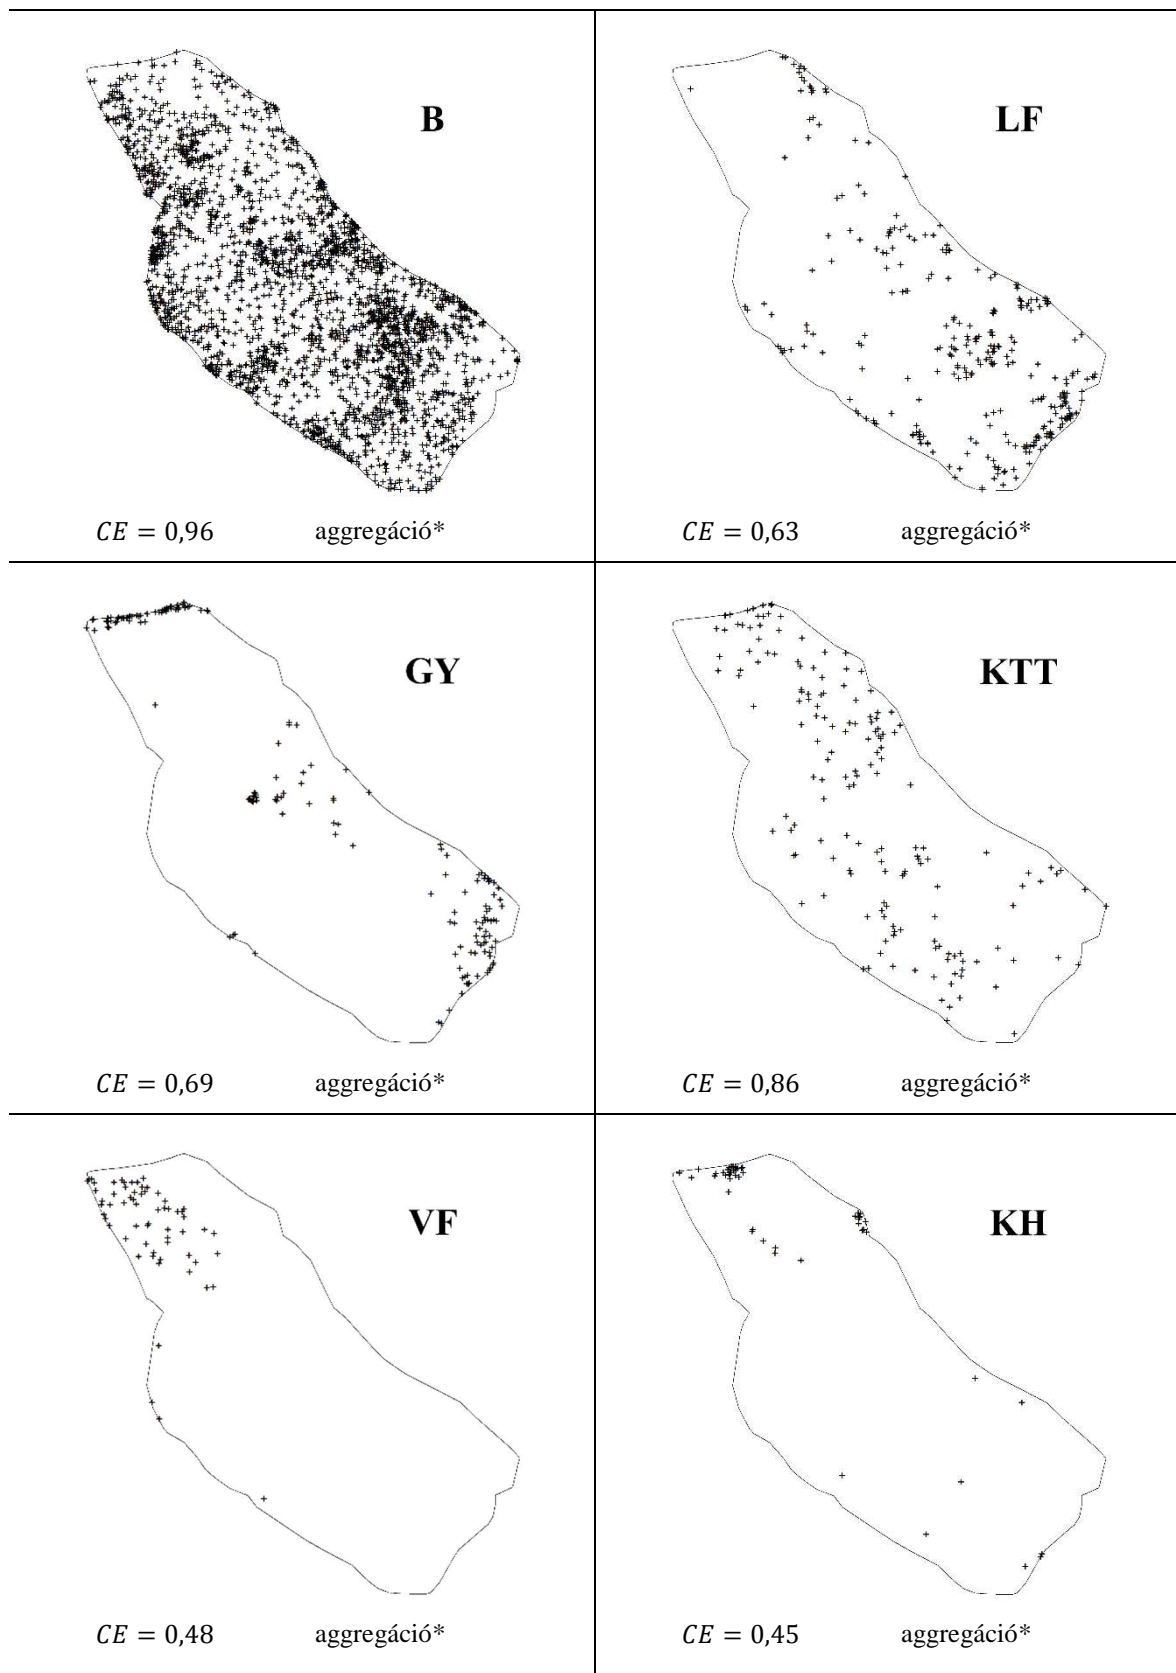 B
LF
CE = 0,96 aggregáció*
CE = 0,63 aggregáció*
GY
KTT
CE = 0,69 aggregáció*
CE = 0,86 aggregáció*
VF
KH
CE = 0,48 aggregáció*
CE = 0,45 aggregáció*